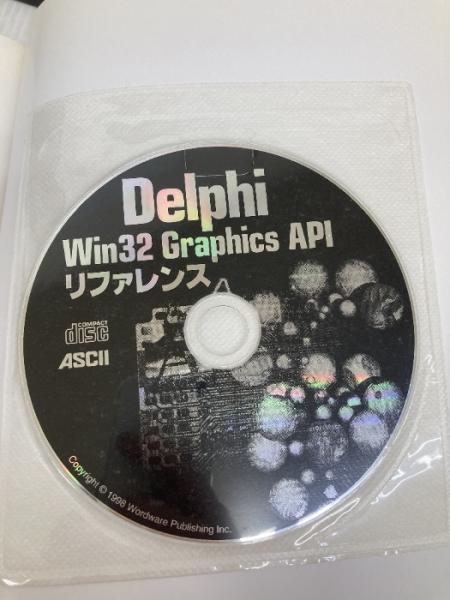 Delphi
Win32 Graphics API
リファレンス
COMPACT
disc
ASCII
Copyright © 1998 Wordware Publishing Inc.